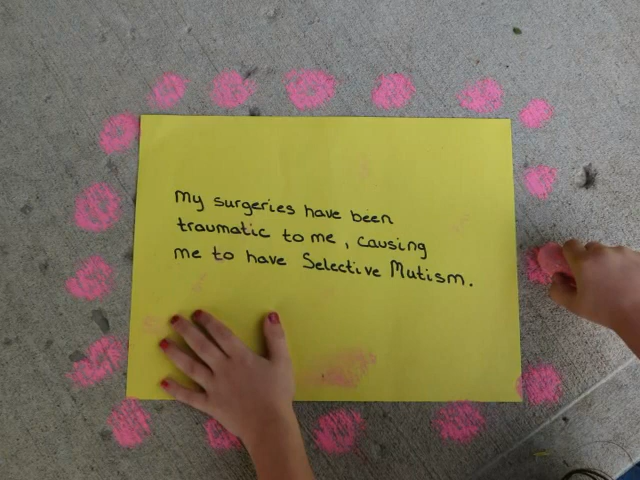 My surgeries have been
traumatic to me, causing
me to have Selective Mutism.